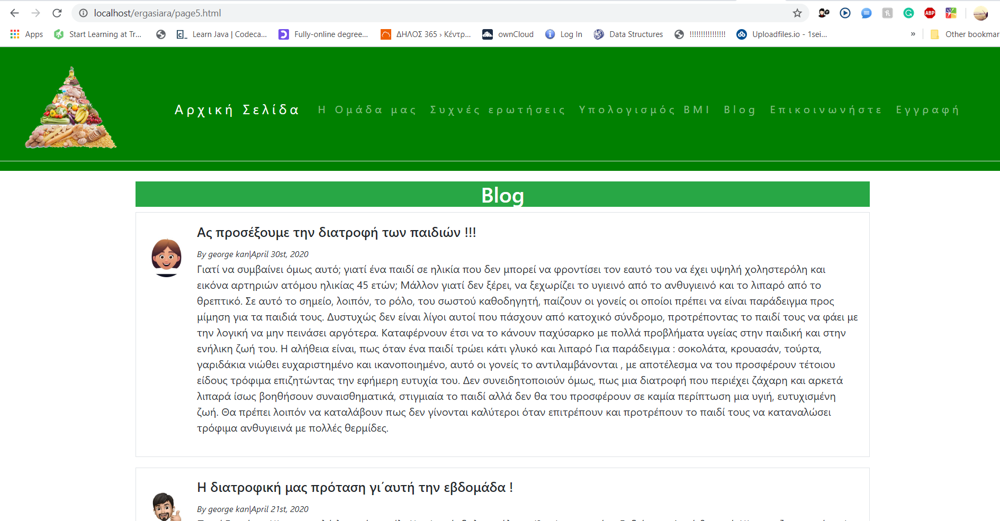 localhost/ergasiara/page5.html
ABP
Apps Start Learning at Tr... Learn Java | Codeca... Fully-online degree... ΔΗΛΟΣ 365 › Κέντρ... ownCloud Log In Data Structures !!!!!!!!!!!!!!! Uploadfiles.io - 1sei... » Other bookmar
Αρχική Σελίδα Η Ομάδα μας Συχνές ερωτήσεις Υπολογισμός BMI Blog Επικοινωνήστε Εγγραφή
Blog
Ας προσέξουμε την διατροφή των παιδιών !!!
By george kan|April 30st, 2020
Γιατί να συμβαίνει όμως αυτό; γιατί ένα παιδί σε ηλικία που δεν μπορεί να φροντίσει τον εαυτό του να έχει υψηλή χοληστερόλη και
εικόνα αρτηριών ατόμου ηλικίας 45 ετών; Μάλλον γιατί δεν ξέρει, να ξεχωρίζει το υγιεινό από το ανθυγιεινό και το λιπαρό από το
θρεπτικό. Σε αυτό το σημείο, λοιπόν, το ρόλο, του σωστού καθοδηγητή, παίζουν οι γονείς οι οποίοι πρέπει να είναι παράδειγμα προς
μίμηση για τα παιδιά τους. Δυστυχώς δεν είναι λίγοι αυτοί που πάσχουν από κατοχικό σύνδρομο, προτρέποντας το παιδί τους να φάει με
την λογική να μην πεινάσει αργότερα. Καταφέρνουν έτσι να το κάνουν παχύσαρκο με πολλά προβλήματα υγείας στην παιδική και στην
ενήλικη ζωή του. Η αλήθεια είναι, πως όταν ένα παιδί τρώει κάτι γλυκό και λιπαρό Για παράδειγμα : σοκολάτα, κρουασάν, τούρτα,
γαριδάκια νιώθει ευχαριστημένο και ικανοποιημένο, αυτό οι γονείς το αντιλαμβάνονται , με αποτέλεσμα να του προσφέρουν τέτοιου
είδους τρόφιμα επιζητώντας την εφήμερη ευτυχία του. Δεν συνειδητοποιούν όμως, πως μια διατροφή που περιέχει ζάχαρη και αρκετά
λιπαρά ίσως βοηθήσουν συναισθηματικά, στιγμιαία το παιδί αλλά δεν θα του προσφέρουν σε καμία περίπτωση μια υγιή, ευτυχισμένη
ζωή. Θα πρέπει λοιπόν να καταλάβουν πως δεν γίνονται καλύτεροι όταν επιτρέπουν και προτρέπουν το παιδί τους να καταναλώσει
τρόφιμα ανθυγιεινά με πολλές θερμίδες.
Η διατροφική μας πρόταση γι΄αυτή την εβδομάδα !
By george kan|April 21st, 2020